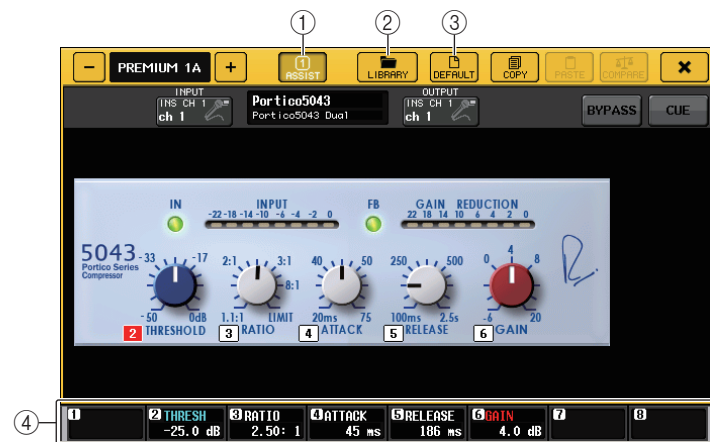 1 2 3
PREMIUM 1A
1
ASSIST
LIBRARY
DEFAULT
COPY
PASTE
COMPARE
INPUT
INS CH 1
ch 1
Portico5043
Portico5043 Dual
OUTPUT
INS CH 1
ch 1
BYPASS
CUE
IN
INPUT
-22 -18 -14 -10 -6 -4 -2 0
FB
GAIN REDUCTION
22 18 14 10 6 4 2 0
5043
Portico Series
Compressor
-33 -17
-50 0dB
2 THRESHOLD
2:1 3:1
8:1
1.1:1 LIMIT
3 RATIO
40 50
20ms 75
4 ATTACK
250 500
100ms 2.5s
5 RELEASE
0 4 8
-6 20
6 GAIN
R.
4
1
2 THRESH
-25.0 dB
3 RATIO
2.50: 1
4 ATTACK
45 ms
5 RELEASE
186 ms
6 GAIN
4.0 dB
7
8